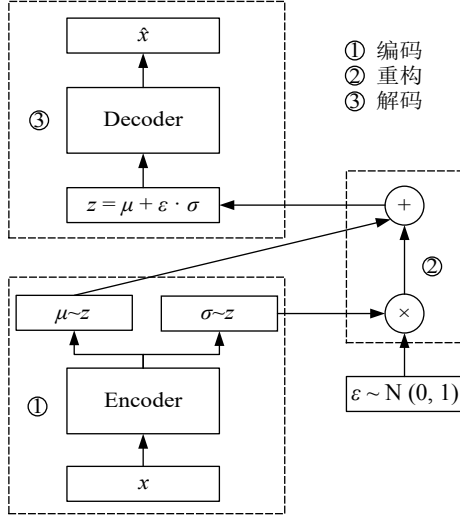 x̂
① 编码
② 重构
③ 解码
③
Decoder
z = μ + ε · σ
+
②
μ~z
σ~z
×
①
Encoder
ε ~ N (0, 1)
x